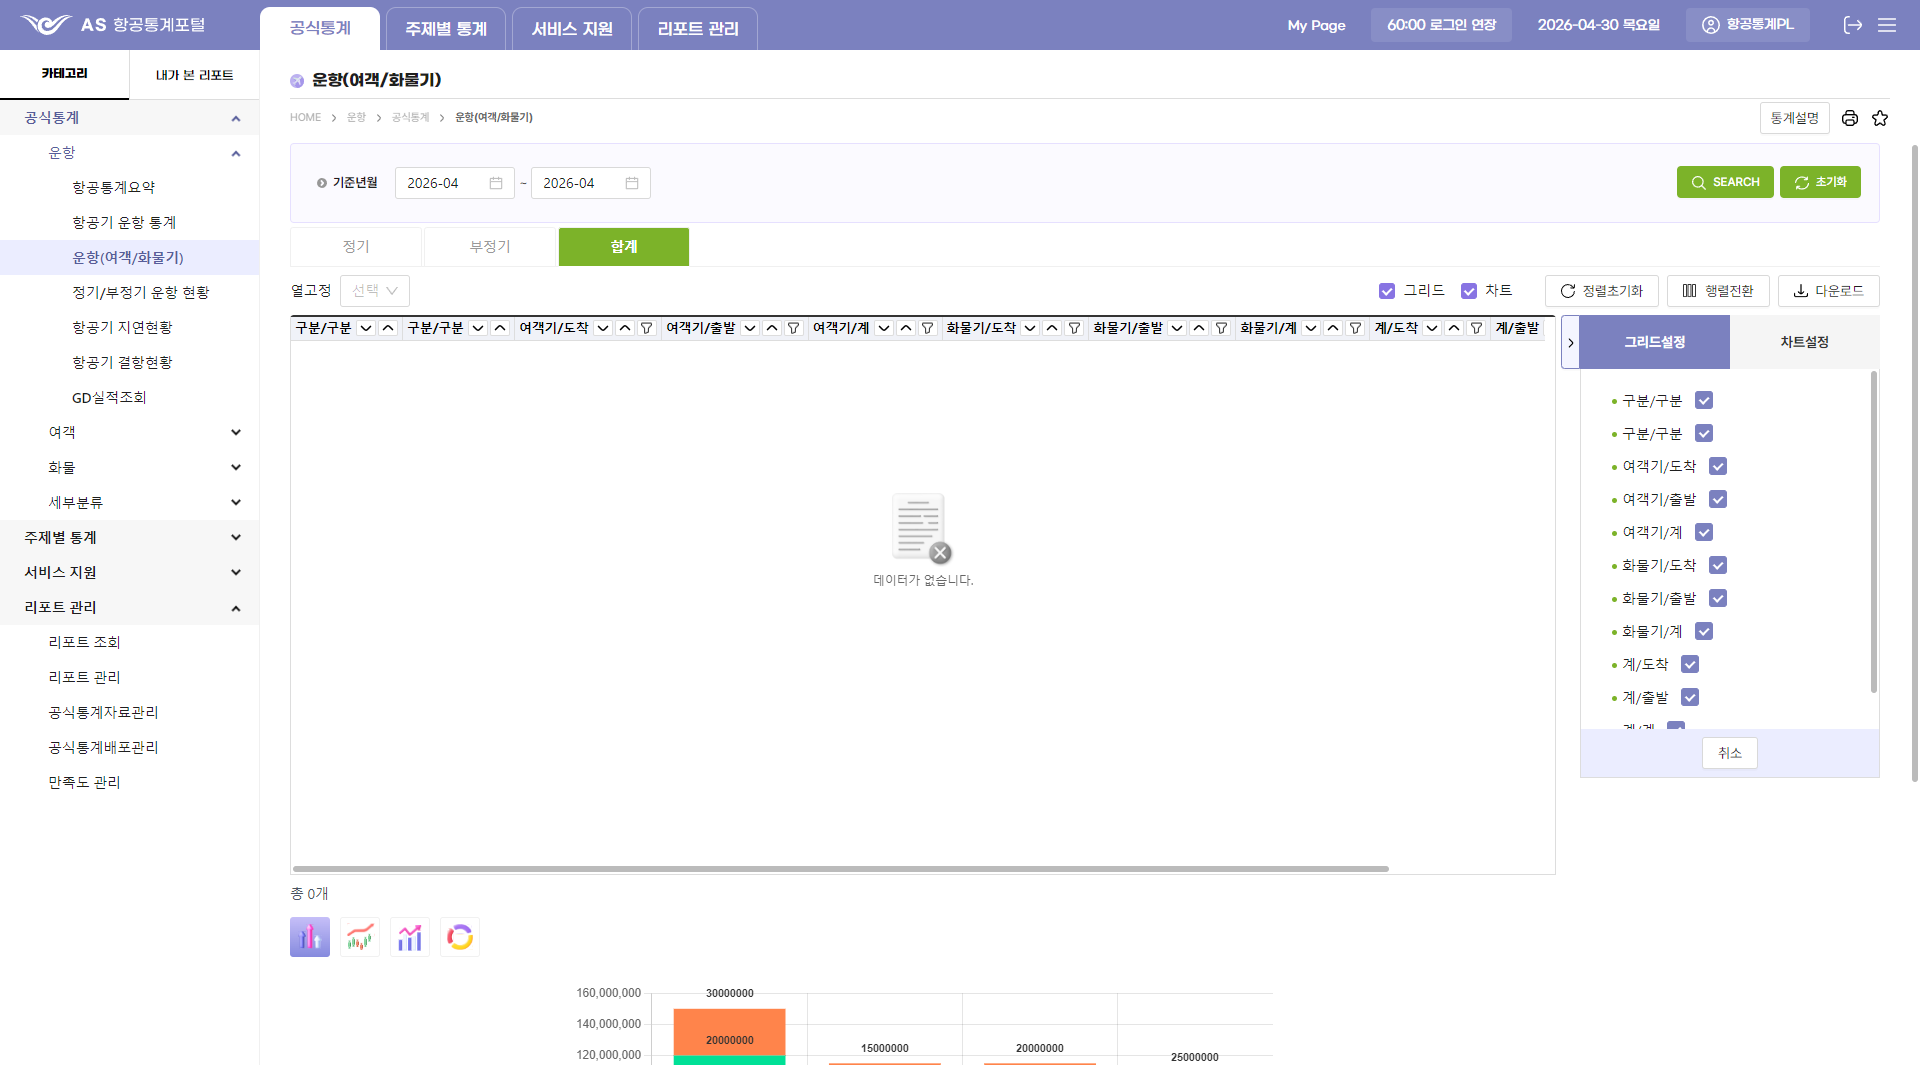 AS 항공통계포털
공식통계
주제별 통계
서비스 지원
리포트 관리
My Page
60:00 로그인 연장
2026-04-30 목요일
항공통계PL
카테고리
내가 본 리포트
공식통계
운항
항공통계요약
항공기 운항 통계
운항(여객/화물기)
정기/부정기 운항 현황
항공기 지연현황
항공기 결항현황
GD실적조회
여객
화물
세부분류
주제별 통계
서비스 지원
리포트 관리
리포트 조회
리포트 관리
공식통계자료관리
공식통계배포관리
만족도 관리
운항(여객/화물기)
HOME > 운항 > 공식통계 > 운항(여객/화물기)
통계설명
기준년월 2026-04 ~ 2026-04
SEARCH
초기화
정기
부정기
합계
열고정 선택
그리드
차트
정렬초기화
행렬전환
다운로드
구분/구분 구분/구분 여객기/도착 여객기/출발 여객기/계 화물기/도착 화물기/출발 화물기/계 계/도착 계/출발
데이터가 없습니다.
그리드설정
차트설정
구분/구분
구분/구분
여객기/도착
여객기/출발
여객기/계
화물기/도착
화물기/출발
화물기/계
계/도착
계/출발
취소
총 0개
160,000,000
140,000,000
120,000,000
30000000
20000000
15000000
20000000
25000000